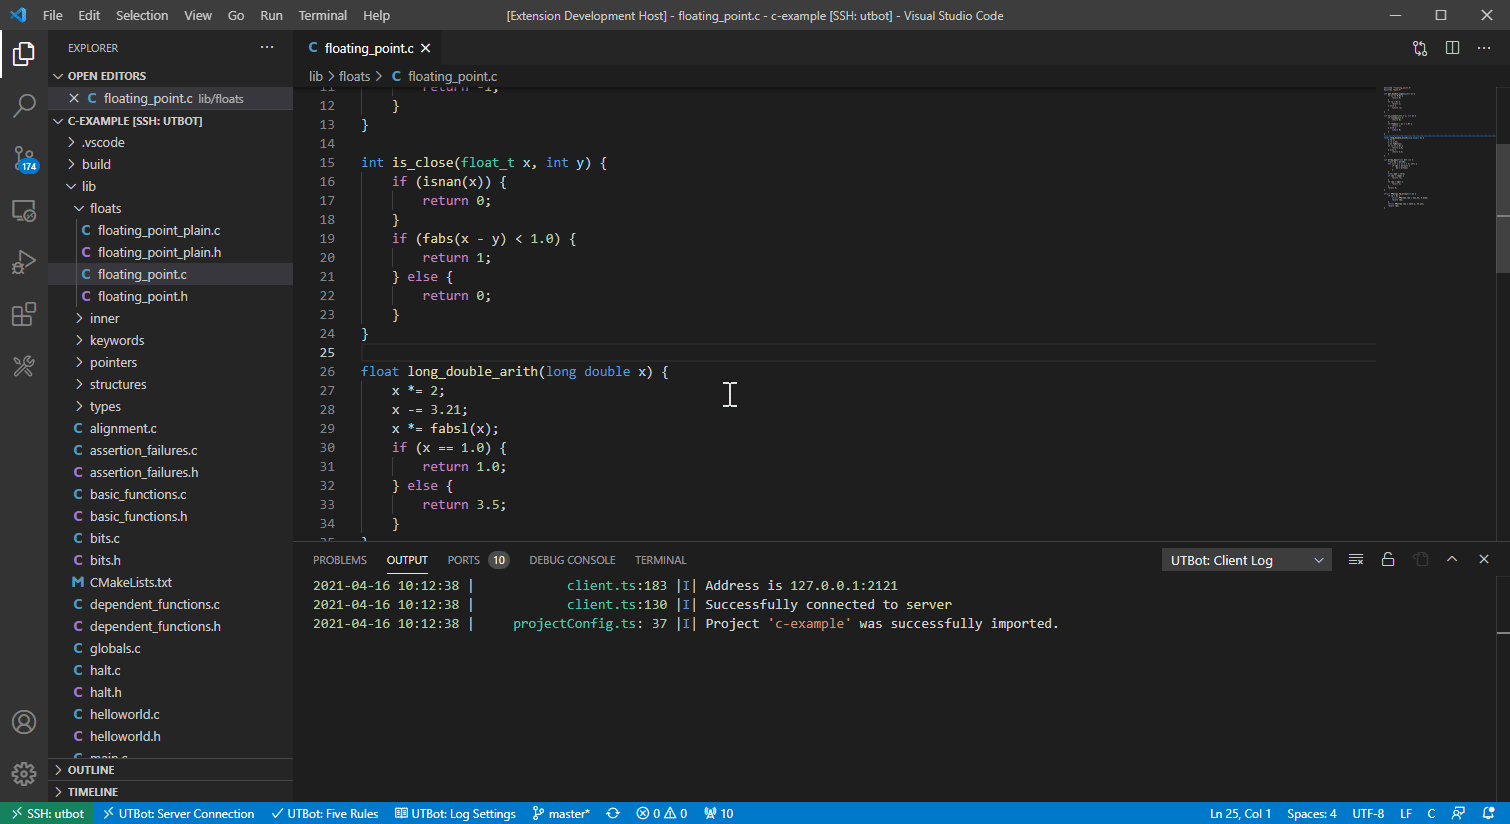 File Edit Selection View Go Run Terminal Help
[Extension Development Host] - floating_point.c - c-example [SSH: utbot] - Visual Studio Code
EXPLORER
OPEN EDITORS
floating_point.c lib/floats
C-EXAMPLE [SSH: UTBOT]
.vscode
build
lib
floats
C floating_point_plain.c
C floating_point_plain.h
C floating_point.c
C floating_point.h
inner
keywords
pointers
structures
types
C alignment.c
C assertion_failures.c
C assertion_failures.h
C basic_functions.c
C basic_functions.h
C bits.c
C bits.h
M CMakeLists.txt
C dependent_functions.c
C dependent_functions.h
C globals.c
C halt.c
C halt.h
C helloworld.c
C helloworld.h
C main.c
OUTLINE
TIMELINE
174
C floating_point.c
lib > floats > C floating_point.c
11 return -1;
12 }
13 }
14
15 int is_close(float_t x, int y) {
16 if (isnan(x)) {
17 return 0;
18 }
19 if (fabs(x - y) < 1.0) {
20 return 1;
21 } else {
22 return 0;
23 }
24 }
25
26 float long_double_arith(long double x) {
27 x *= 2;
28 x -= 3.21;
29 x *= fabsl(x);
30 if (x == 1.0) {
31 return 1.0;
32 } else {
33 return 3.5;
34 }
35 }
PROBLEMS OUTPUT PORTS 10 DEBUG CONSOLE TERMINAL
UTBot: Client Log
2021-04-16 10:12:38 | client.ts:183 |I| Address is 127.0.0.1:2121
2021-04-16 10:12:38 | client.ts:130 |I| Successfully connected to server
2021-04-16 10:12:38 | projectConfig.ts: 37 |I| Project 'c-example' was successfully imported.
SSH: utbot UTBot: Server Connection UTBot: Five Rules UTBot: Log Settings master* 0 0 10
Ln 25, Col 1 Spaces: 4 UTF-8 LF C